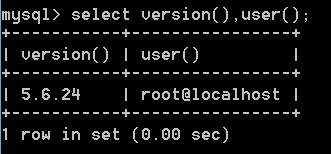 mysql> select version(),user();
+-----------+----------------+
| version() | user()         |
+-----------+----------------+
| 5.6.24    | root@localhost |
+-----------+----------------+
1 row in set (0.00 sec)